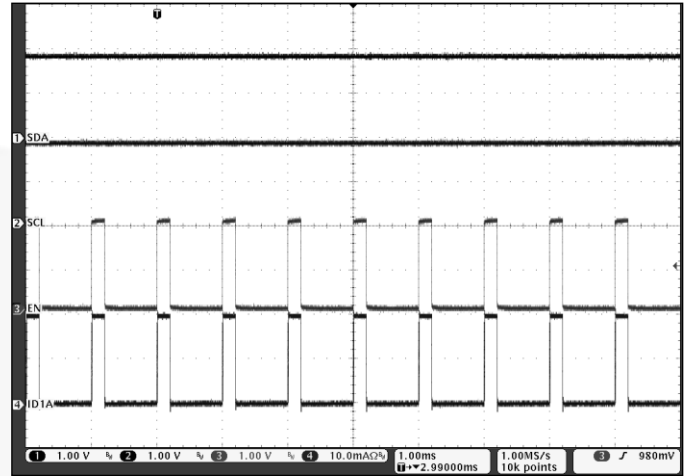 T
1 SDA
2 SCL
3 EN
4 ID1A
1 1.00 V 2 1.00 V 3 1.00 V 4 10.0mAΩ 1.00ms 1.00MS/s 3 980mV
T→▼2.99000ms 10k points